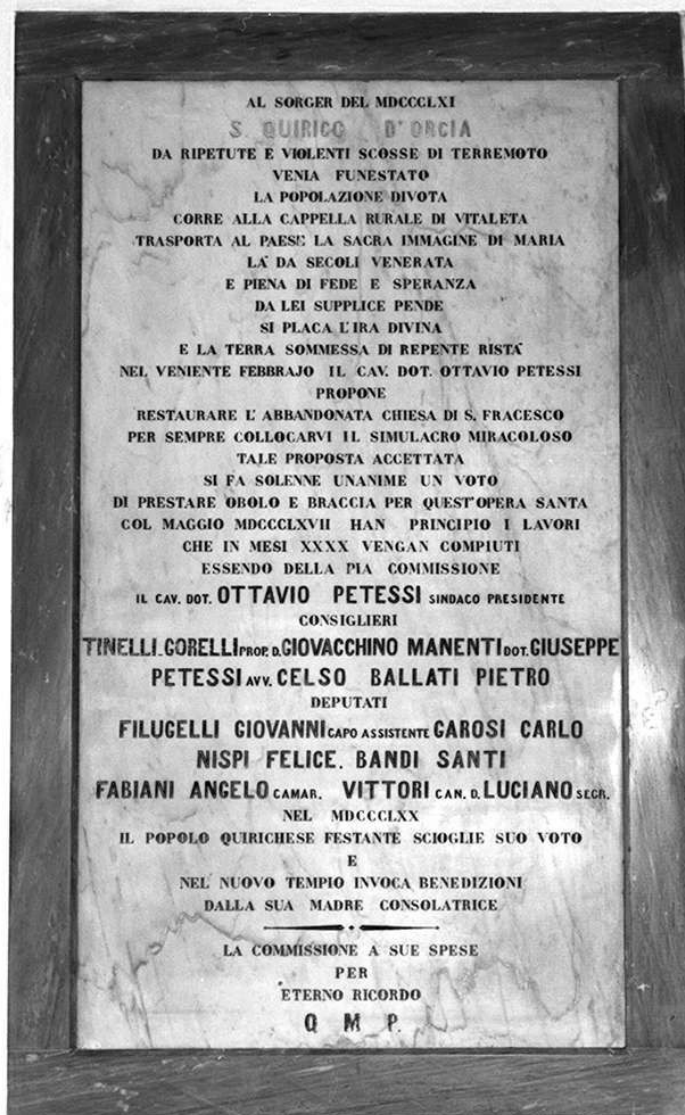 AL SORGER DEL MDCCCLXI
S. QUIRICO D'ORCIA
DA RIPETUTE E VIOLENTI SCOSSE DI TERREMOTO
VENIA FUNESTATO
LA POPOLAZIONE DIVOTA
CORRE ALLA CAPPELLA RURALE DI VITALETA
TRASPORTA AL PAESE LA SACRA IMMAGINE DI MARIA
LA' DA SECOLI VENERATA
E PIENA DI FEDE E SPERANZA
DA LEI SUPPLICE PENDE
SI PLACA L'IRA DIVINA
E LA TERRA SOMMESSA DI REPENTE RISTA'
NEL VENIENTE FEBBRAJO IL CAV. DOT. OTTAVIO PETESSI
PROPONE
RESTAURARE L'ABBANDONATA CHIESA DI S. FRACESCO
PER SEMPRE COLLOCARVI IL SIMULACRO MIRACOLOSO
TALE PROPOSTA ACCETTATA
SI FA SOLENNE UNANIME UN VOTO
DI PRESTARE OBOLO E BRACCIA PER QUEST'OPERA SANTA
COL MAGGIO MDCCCLXVII HAN PRINCIPIO I LAVORI
CHE IN MESI XXXX VENGAN COMPIUTI
ESSENDO DELLA PIA COMMISSIONE
IL CAV. DOT. OTTAVIO PETESSI SINDACO PRESIDENTE
CONSIGLIERI
TINELLI.GORELLI PROP. D. GIOVACCHINO MANENTI DOT. GIUSEPPE
PETESSI AVV. CELSO BALLATI PIETRO
DEPUTATI
FILUGELLI GIOVANNI CAPO ASSISTENTE GAROSI CARLO
NISPI FELICE. BANDI SANTI
FABIANI ANGELO CAMAR. VITTORI CAN. D. LUCIANO SEGR.
NEL MDCCCLXX
IL POPOLO QUIRICHESE FESTANTE SCIOGLIE SUO VOTO
E
NEL NUOVO TEMPIO INVOCA BENEDIZIONI
DALLA SUA MADRE CONSOLATRICE
LA COMMISSIONE A SUE SPESE
PER
ETERNO RICORDO
Q M P.